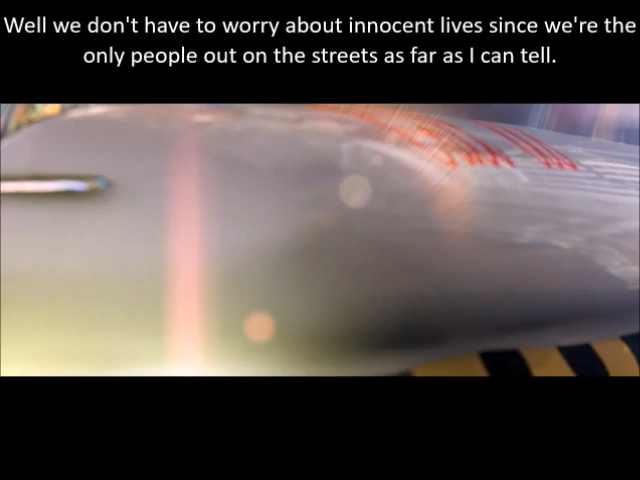 Well we don't have to worry about innocent lives since we're the
only people out on the streets as far as I can tell.